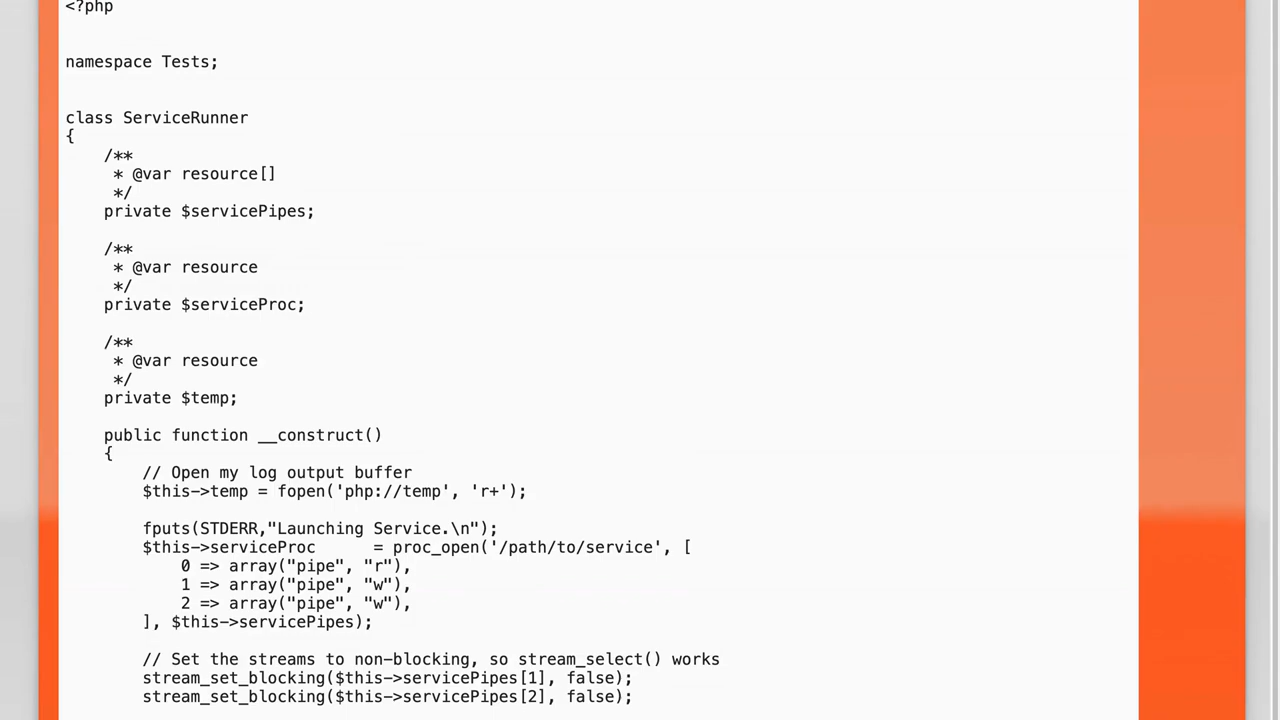 <?php
namespace Tests;
class ServiceRunner
{
    /**
     * @var resource[]
     */
    private $servicePipes;
    /**
     * @var resource
     */
    private $serviceProc;
    /**
     * @var resource
     */
    private $temp;
    public function __construct()
    {
        // Open my log output buffer
        $this->temp = fopen('php://temp', 'r+');
        fputs(STDERR,"Launching Service.\n");
        $this->serviceProc      = proc_open('/path/to/service', [
            0 => array("pipe", "r"),
            1 => array("pipe", "w"),
            2 => array("pipe", "w"),
        ], $this->servicePipes);
        // Set the streams to non-blocking, so stream_select() works
        stream_set_blocking($this->servicePipes[1], false);
        stream_set_blocking($this->servicePipes[2], false);